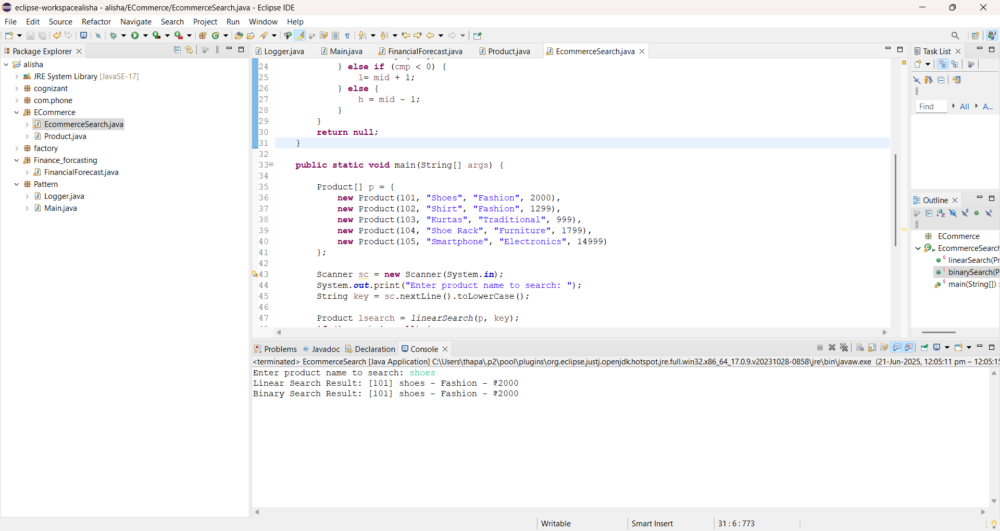 eclipse-workspacealisha - alisha/ECommerce/EcommerceSearch.java - Eclipse IDE
File Edit Source Refactor Navigate Search Project Run Window Help
Package Explorer
alisha
JRE System Library [JavaSE-17]
cognizant
com.phone
ECommerce
EcommerceSearch.java
Product.java
factory
Finance_forcasting
FinancialForecast.java
Pattern
Logger.java
Main.java
Logger.java Main.java FinancialForecast.java Product.java EcommerceSearch.java
24 } else if (cmp < 0) {
25 l= mid + 1;
26 } else {
27 h = mid - 1;
28 }
29 }
30 return null;
31 }
32
33 public static void main(String[] args) {
34
35 Product[] p = {
36 new Product(101, "Shoes", "Fashion", 2000),
37 new Product(102, "Shirt", "Fashion", 1299),
38 new Product(103, "Kurtas", "Traditional", 999),
39 new Product(104, "Shoe Rack", "Furniture", 1799),
40 new Product(105, "Smartphone", "Electronics", 14999)
41 };
42
43 Scanner sc = new Scanner(System.in);
44 System.out.print("Enter product name to search: ");
45 String key = sc.nextLine().toLowerCase();
46
47 Product lsearch = linearSearch(p, key);
Task List
Find All A...
Outline
ECommerce
EcommerceSearch
linearSearch(Pr
binarySearch(P
main(String[])
Problems @ Javadoc Declaration Console
<terminated> EcommerceSearch [Java Application] C:\Users\thapa\.p2\pool\plugins\org.eclipse.justj.openjdk.hotspot.jre.full.win32.x86_64_17.0.9.v20231028-0858\jre\bin\javaw.exe (21-Jun-2025, 12:05:11 pm – 12:05:1
Enter product name to search: shoes
Linear Search Result: [101] shoes - Fashion - ₹2000
Binary Search Result: [101] shoes - Fashion - ₹2000
Writable Smart Insert 31 : 6 : 773